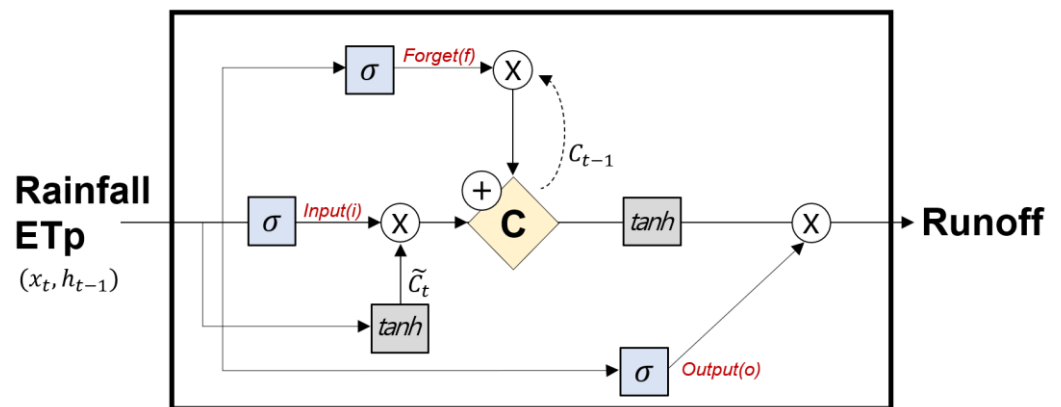 Forget(f)
σ
X
C_{t−1}
Rainfall
ETp
(x_t, h_{t−1})
σ
Input(i)
X
+
C
tanh
X
Runoff
C̃_t
tanh
σ
Output(o)